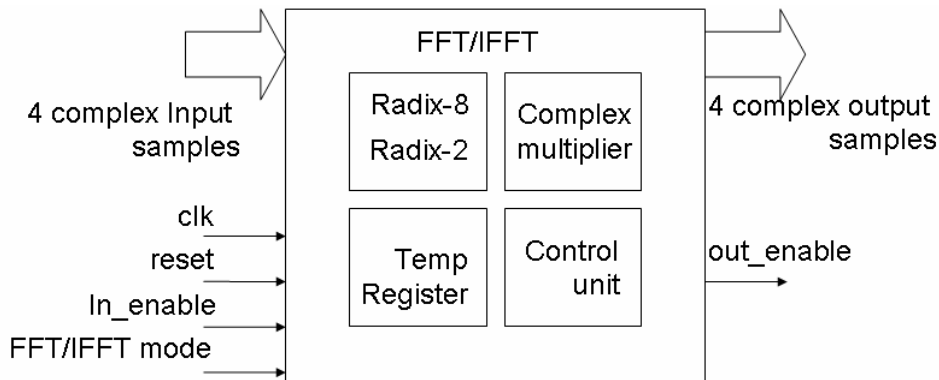 FFT/IFFT
4 complex Input
samples
Radix-8
Radix-2
Complex
multiplier
4 complex output
samples
clk
reset
In_enable
FFT/IFFT mode
Temp
Register
Control
unit
out_enable